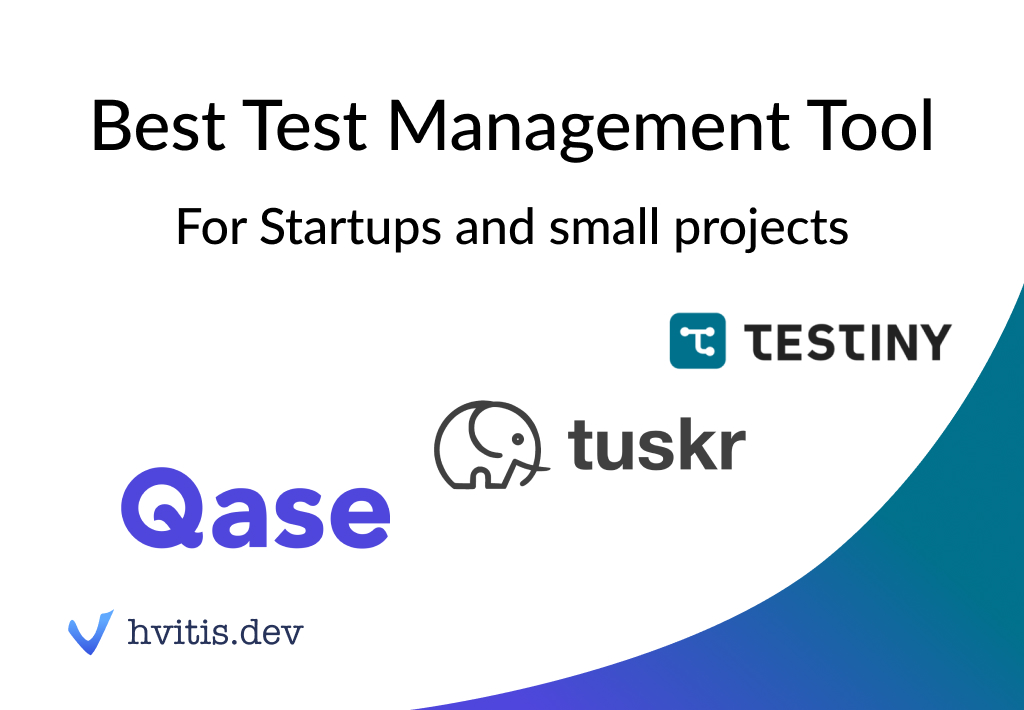 Best Test Management Tool
For Startups and small projects
TESTINY
tuskr
Qase
hvitis.dev